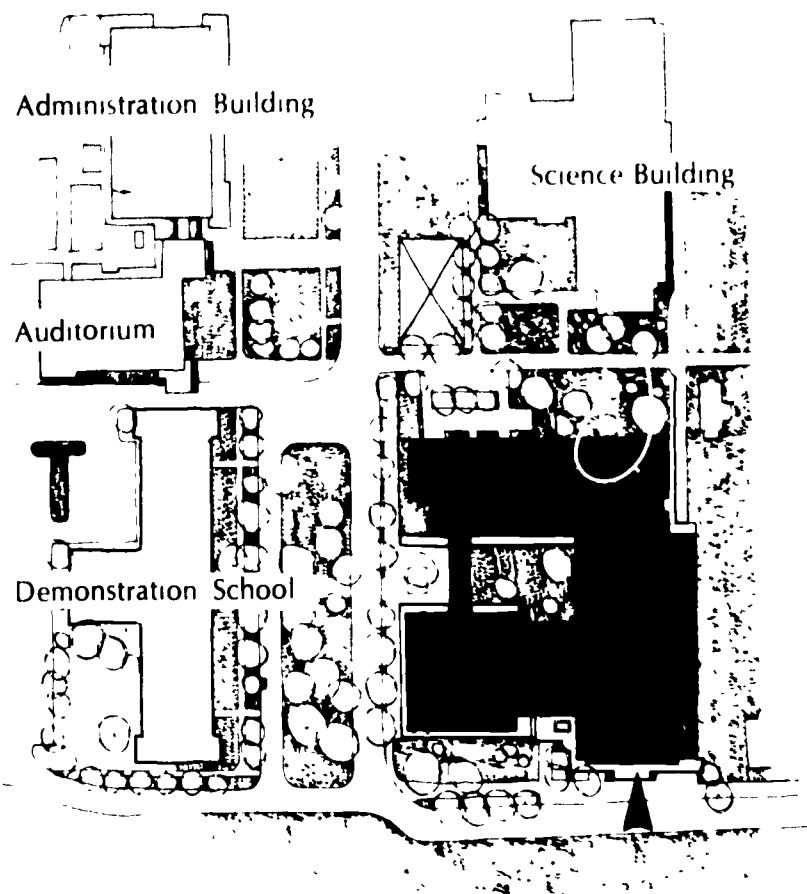 Administration Building
Science Building
Auditorium
Demonstration School